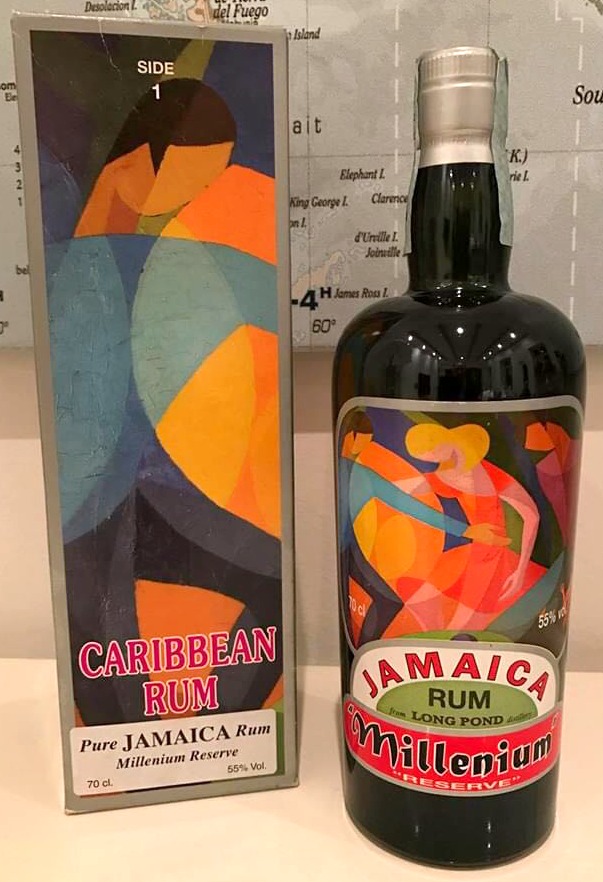 Desolacion I.
del Fuego
Island
ait
Sou
Elephant I.
King George I.
Clarence
d'Urville I.
Joinville
James Ross I.
-4
H
60°
SIDE
1
CARIBBEAN
RUM
Pure JAMAICA Rum
Millenium Reserve
70 cl.
55% Vol.
70 cl
55% vol
JAMAICA
RUM
from LONG POND distillery
"Millenium"
"RESERVE"